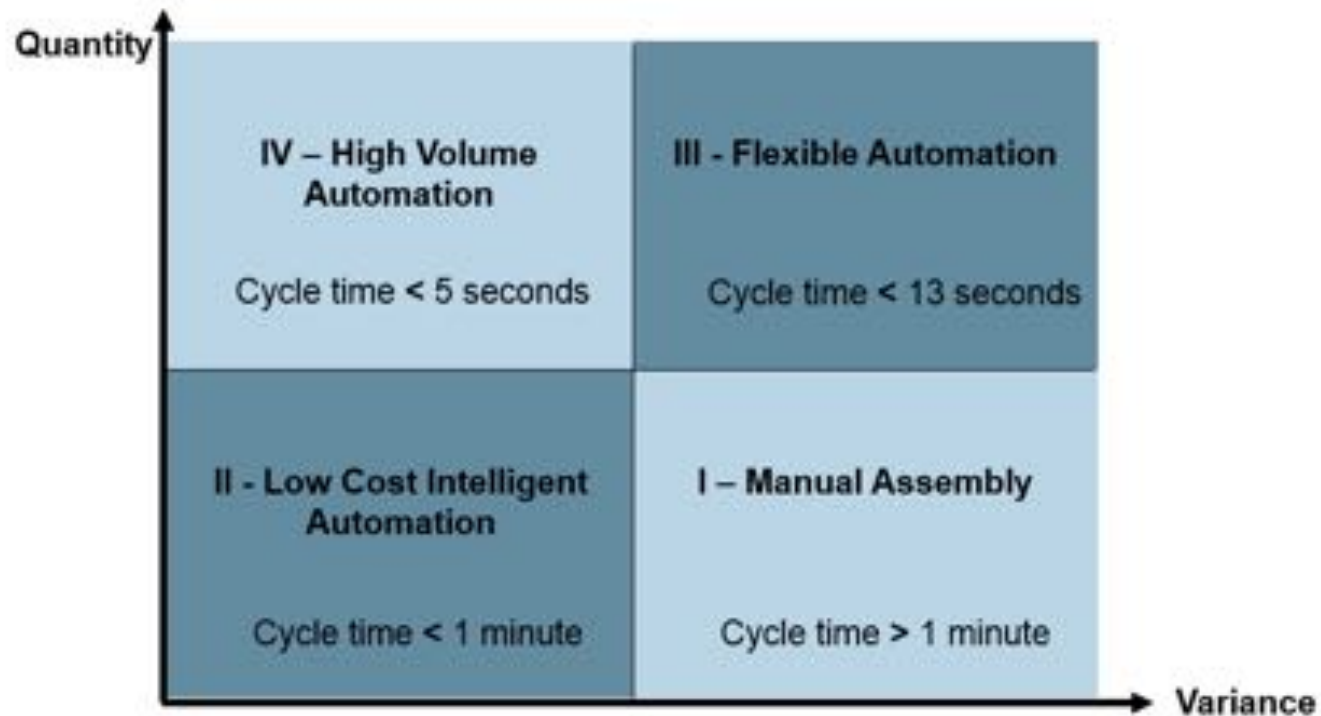 Quantity
IV – High Volume
Automation
Cycle time < 5 seconds
III - Flexible Automation
Cycle time < 13 seconds
II - Low Cost Intelligent
Automation
Cycle time < 1 minute
I – Manual Assembly
Cycle time > 1 minute
Variance